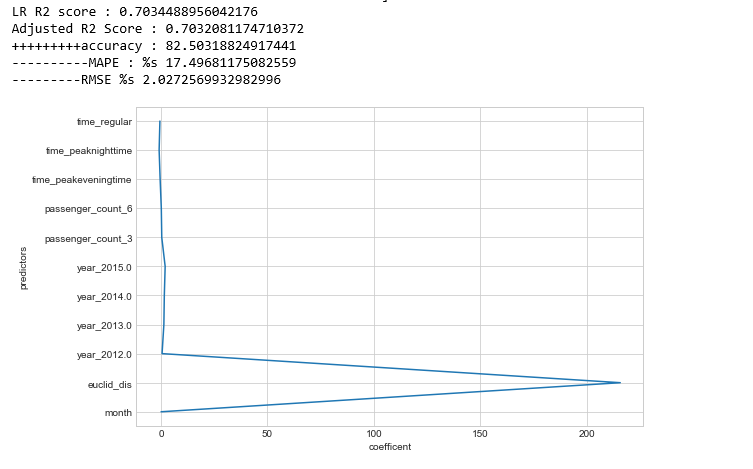 LR R2 score : 0.7034488956042176
Adjusted R2 Score : 0.7032081174710372
+++++++++accuracy : 82.50318824917441
----------MAPE : %s 17.49681175082559
---------RMSE %s 2.0272569932982996
time_regular
time_peaknighttime
time_peakeveningtime
passenger_count_6
passenger_count_3
year_2015.0
year_2014.0
year_2013.0
year_2012.0
euclid_dis
month
predictors
0 50 100 150 200
coefficent